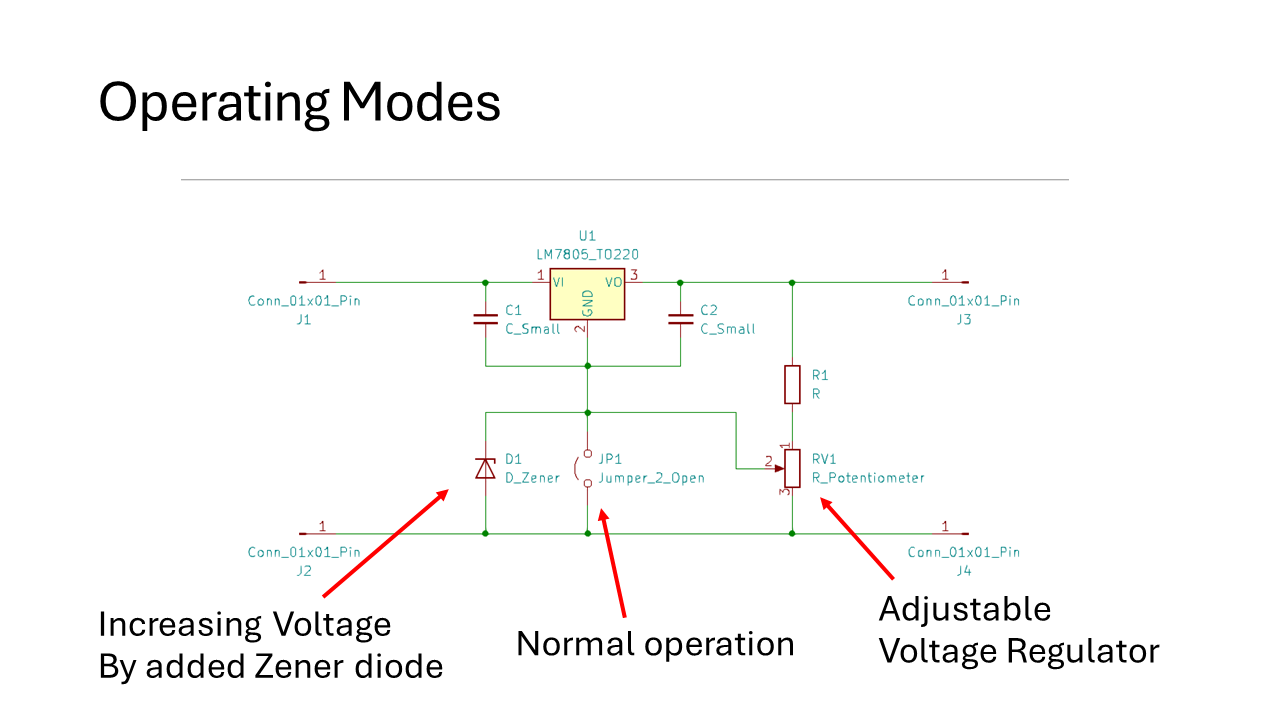 Operating Modes
U1
LM7805_TO220
1
1
VI
VO
3
1
GND
2
Conn_01x01_Pin
J1
C1
C_Small
C2
C_Small
Conn_01x01_Pin
J3
R1
R
1
D1
D_Zener
JP1
Jumper_2_Open
2
RV1
R_Potentiometer
3
1
1
Conn_01x01_Pin
J2
Conn_01x01_Pin
J4
Increasing Voltage
By added Zener diode
Normal operation
Adjustable
Voltage Regulator